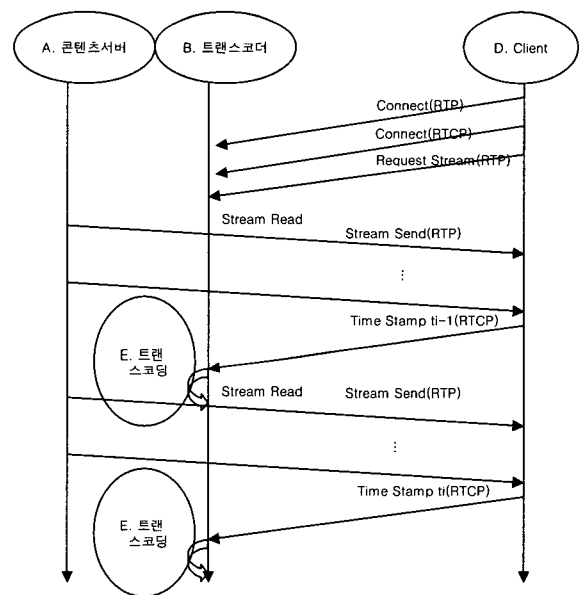 A. 콘텐츠서버
B. 트랜스코더
D. Client
Connect(RTP)
Connect(RTCP)
Request Stream(RTP)
Stream Read
Stream Send(RTP)
⋮
Time Stamp ti-1(RTCP)
E. 트랜
스코딩
Stream Read
Stream Send(RTP)
⋮
Time Stamp ti(RTCP)
E. 트랜
스코딩